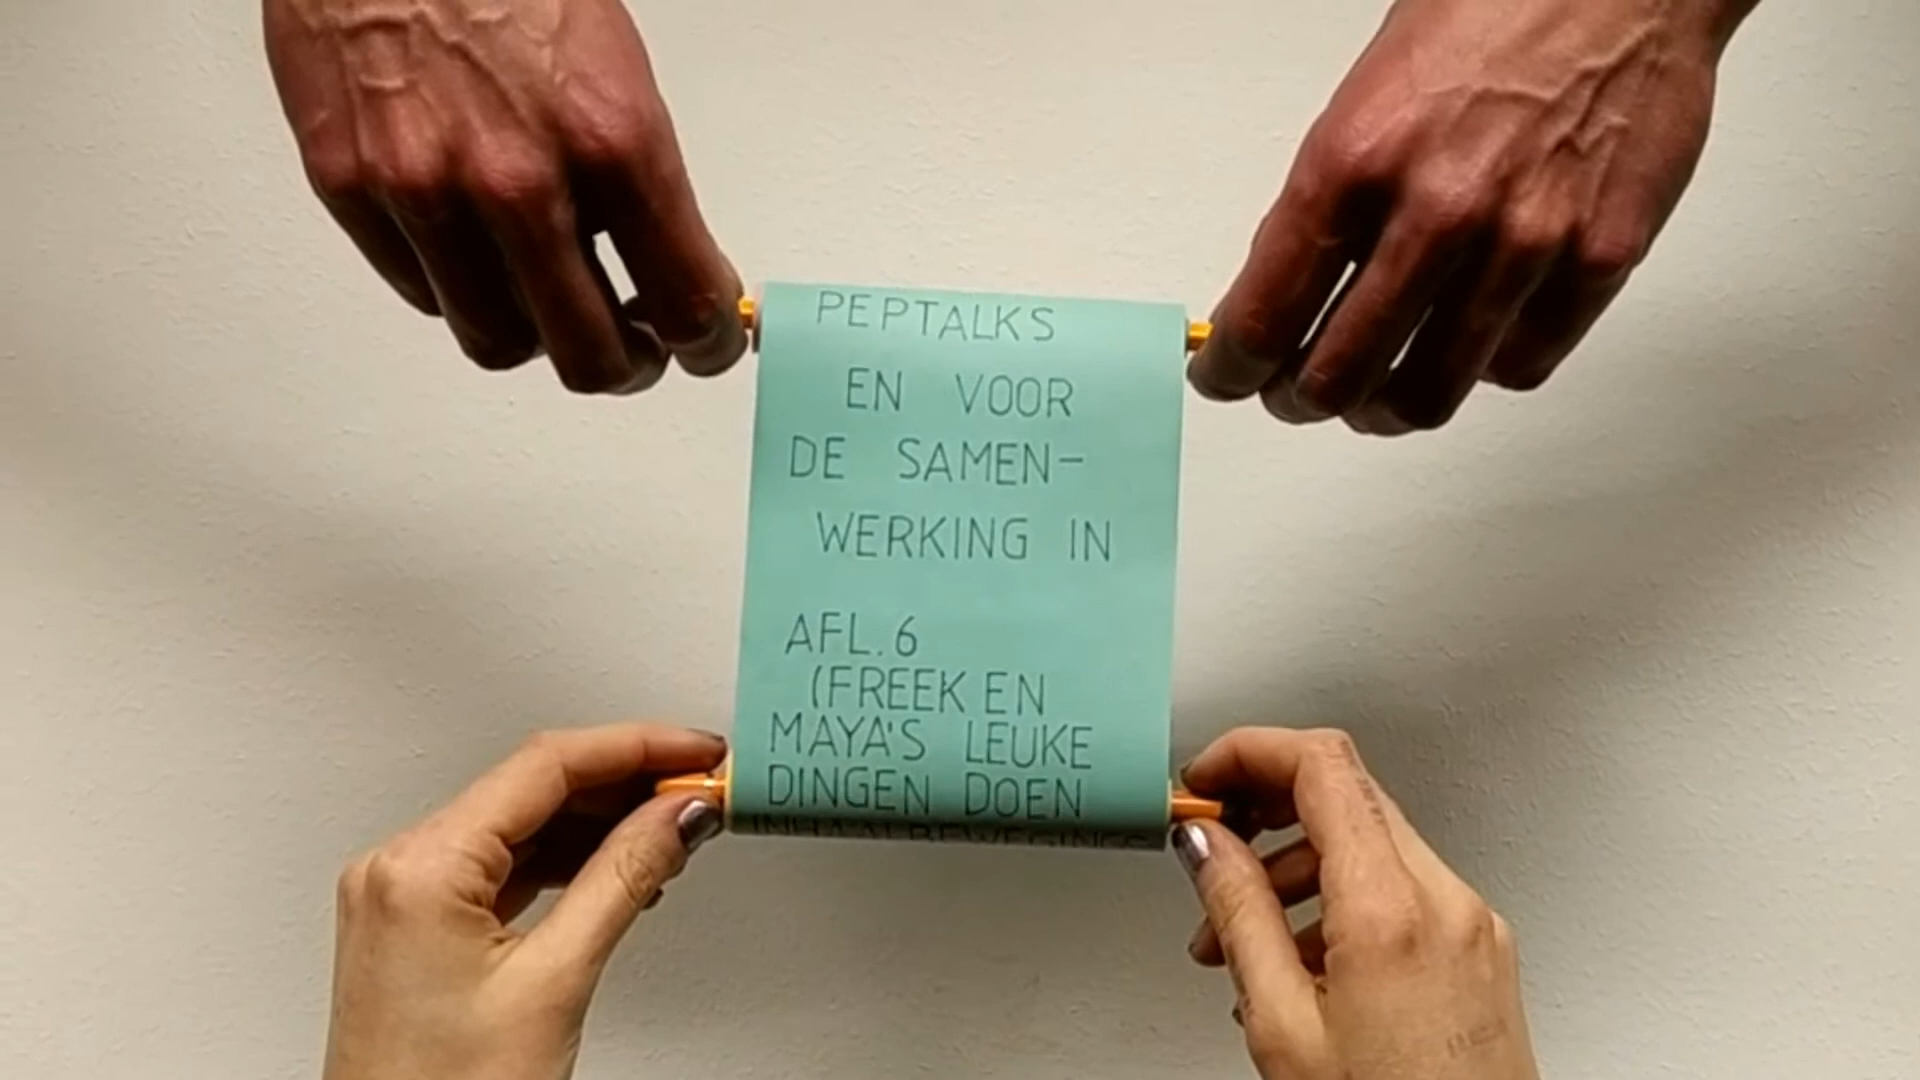 PEPTALKS
EN VOOR
DE SAMEN-
WERKING IN
AFL.6
(FREEK EN
MAYA'S LEUKE
DINGEN DOEN